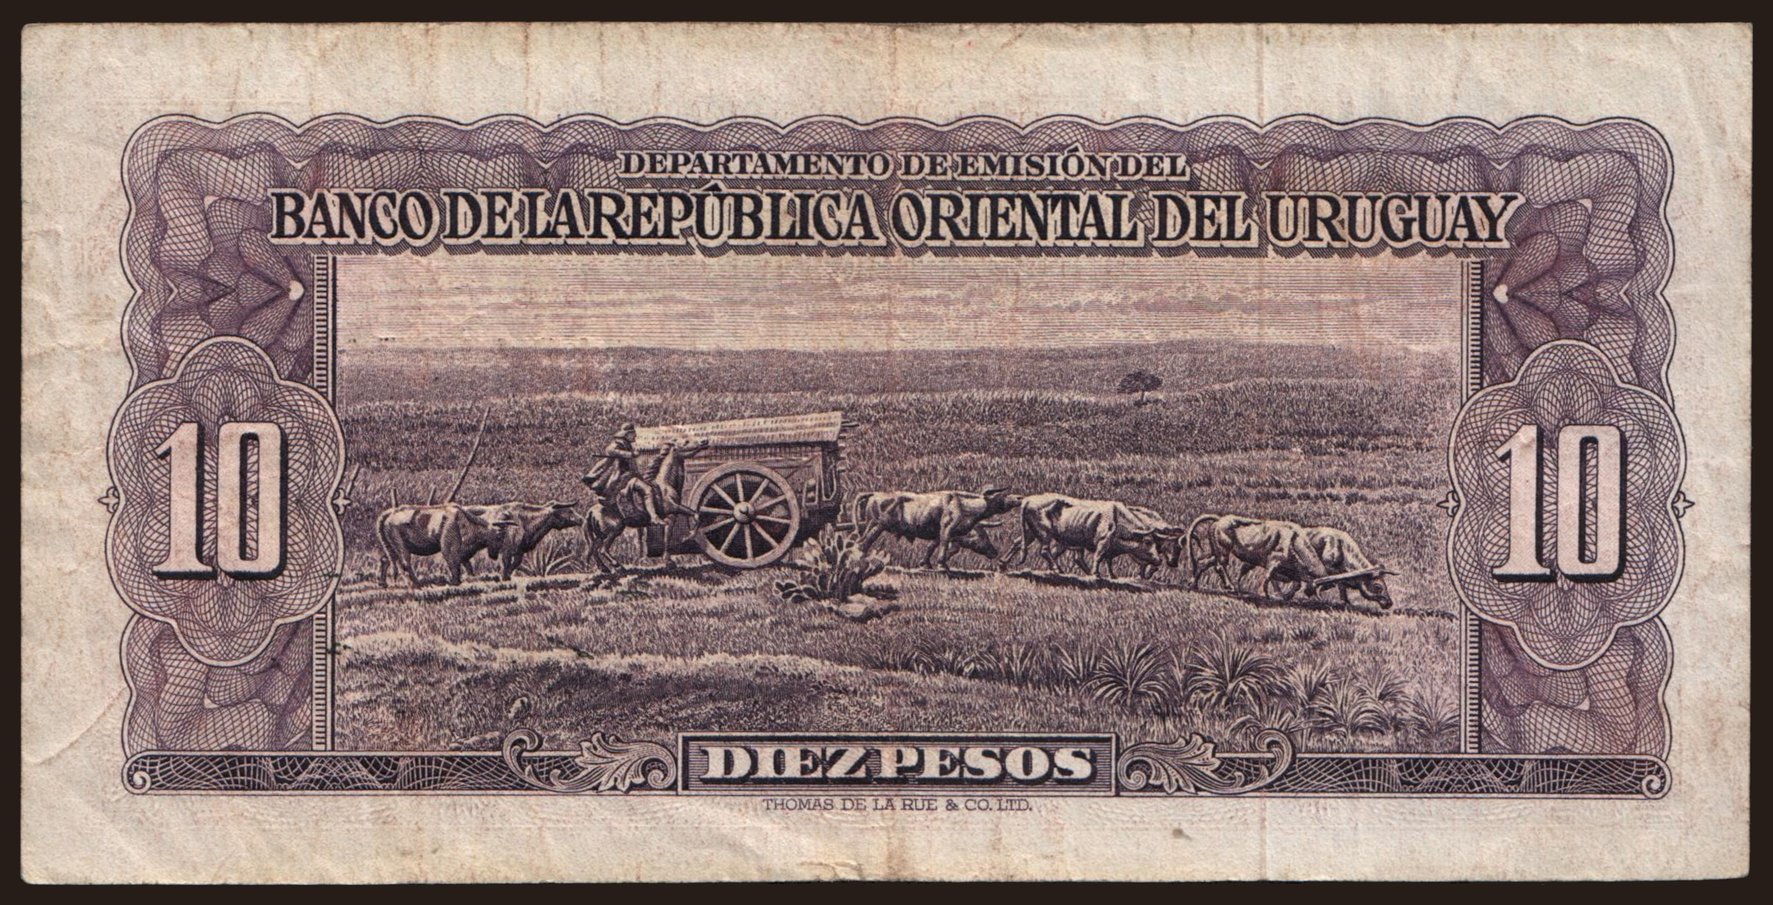 DEPARTAMENTO DE EMISIÓN DEL
BANCO DE LA REPÚBLICA ORIENTAL DEL URUGUAY
10
10
DIEZ PESOS
THOMAS DE LA RUE & CO. LTD.